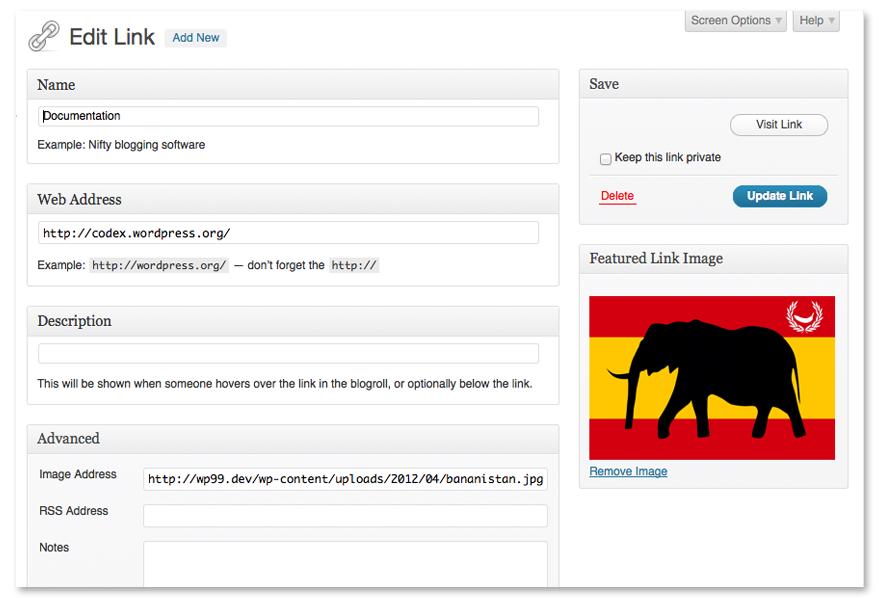 Screen Options
Help
Edit Link
Add New
Name
Documentation
Example: Nifty blogging software
Web Address
http://codex.wordpress.org/
Example: http://wordpress.org/ — don't forget the http://
Description
This will be shown when someone hovers over the link in the blogroll, or optionally below the link.
Advanced
Image Address
http://wp99.dev/wp-content/uploads/2012/04/bananistan.jpg
RSS Address
Notes
Save
Visit Link
Keep this link private
Delete
Update Link
Featured Link Image
Remove Image